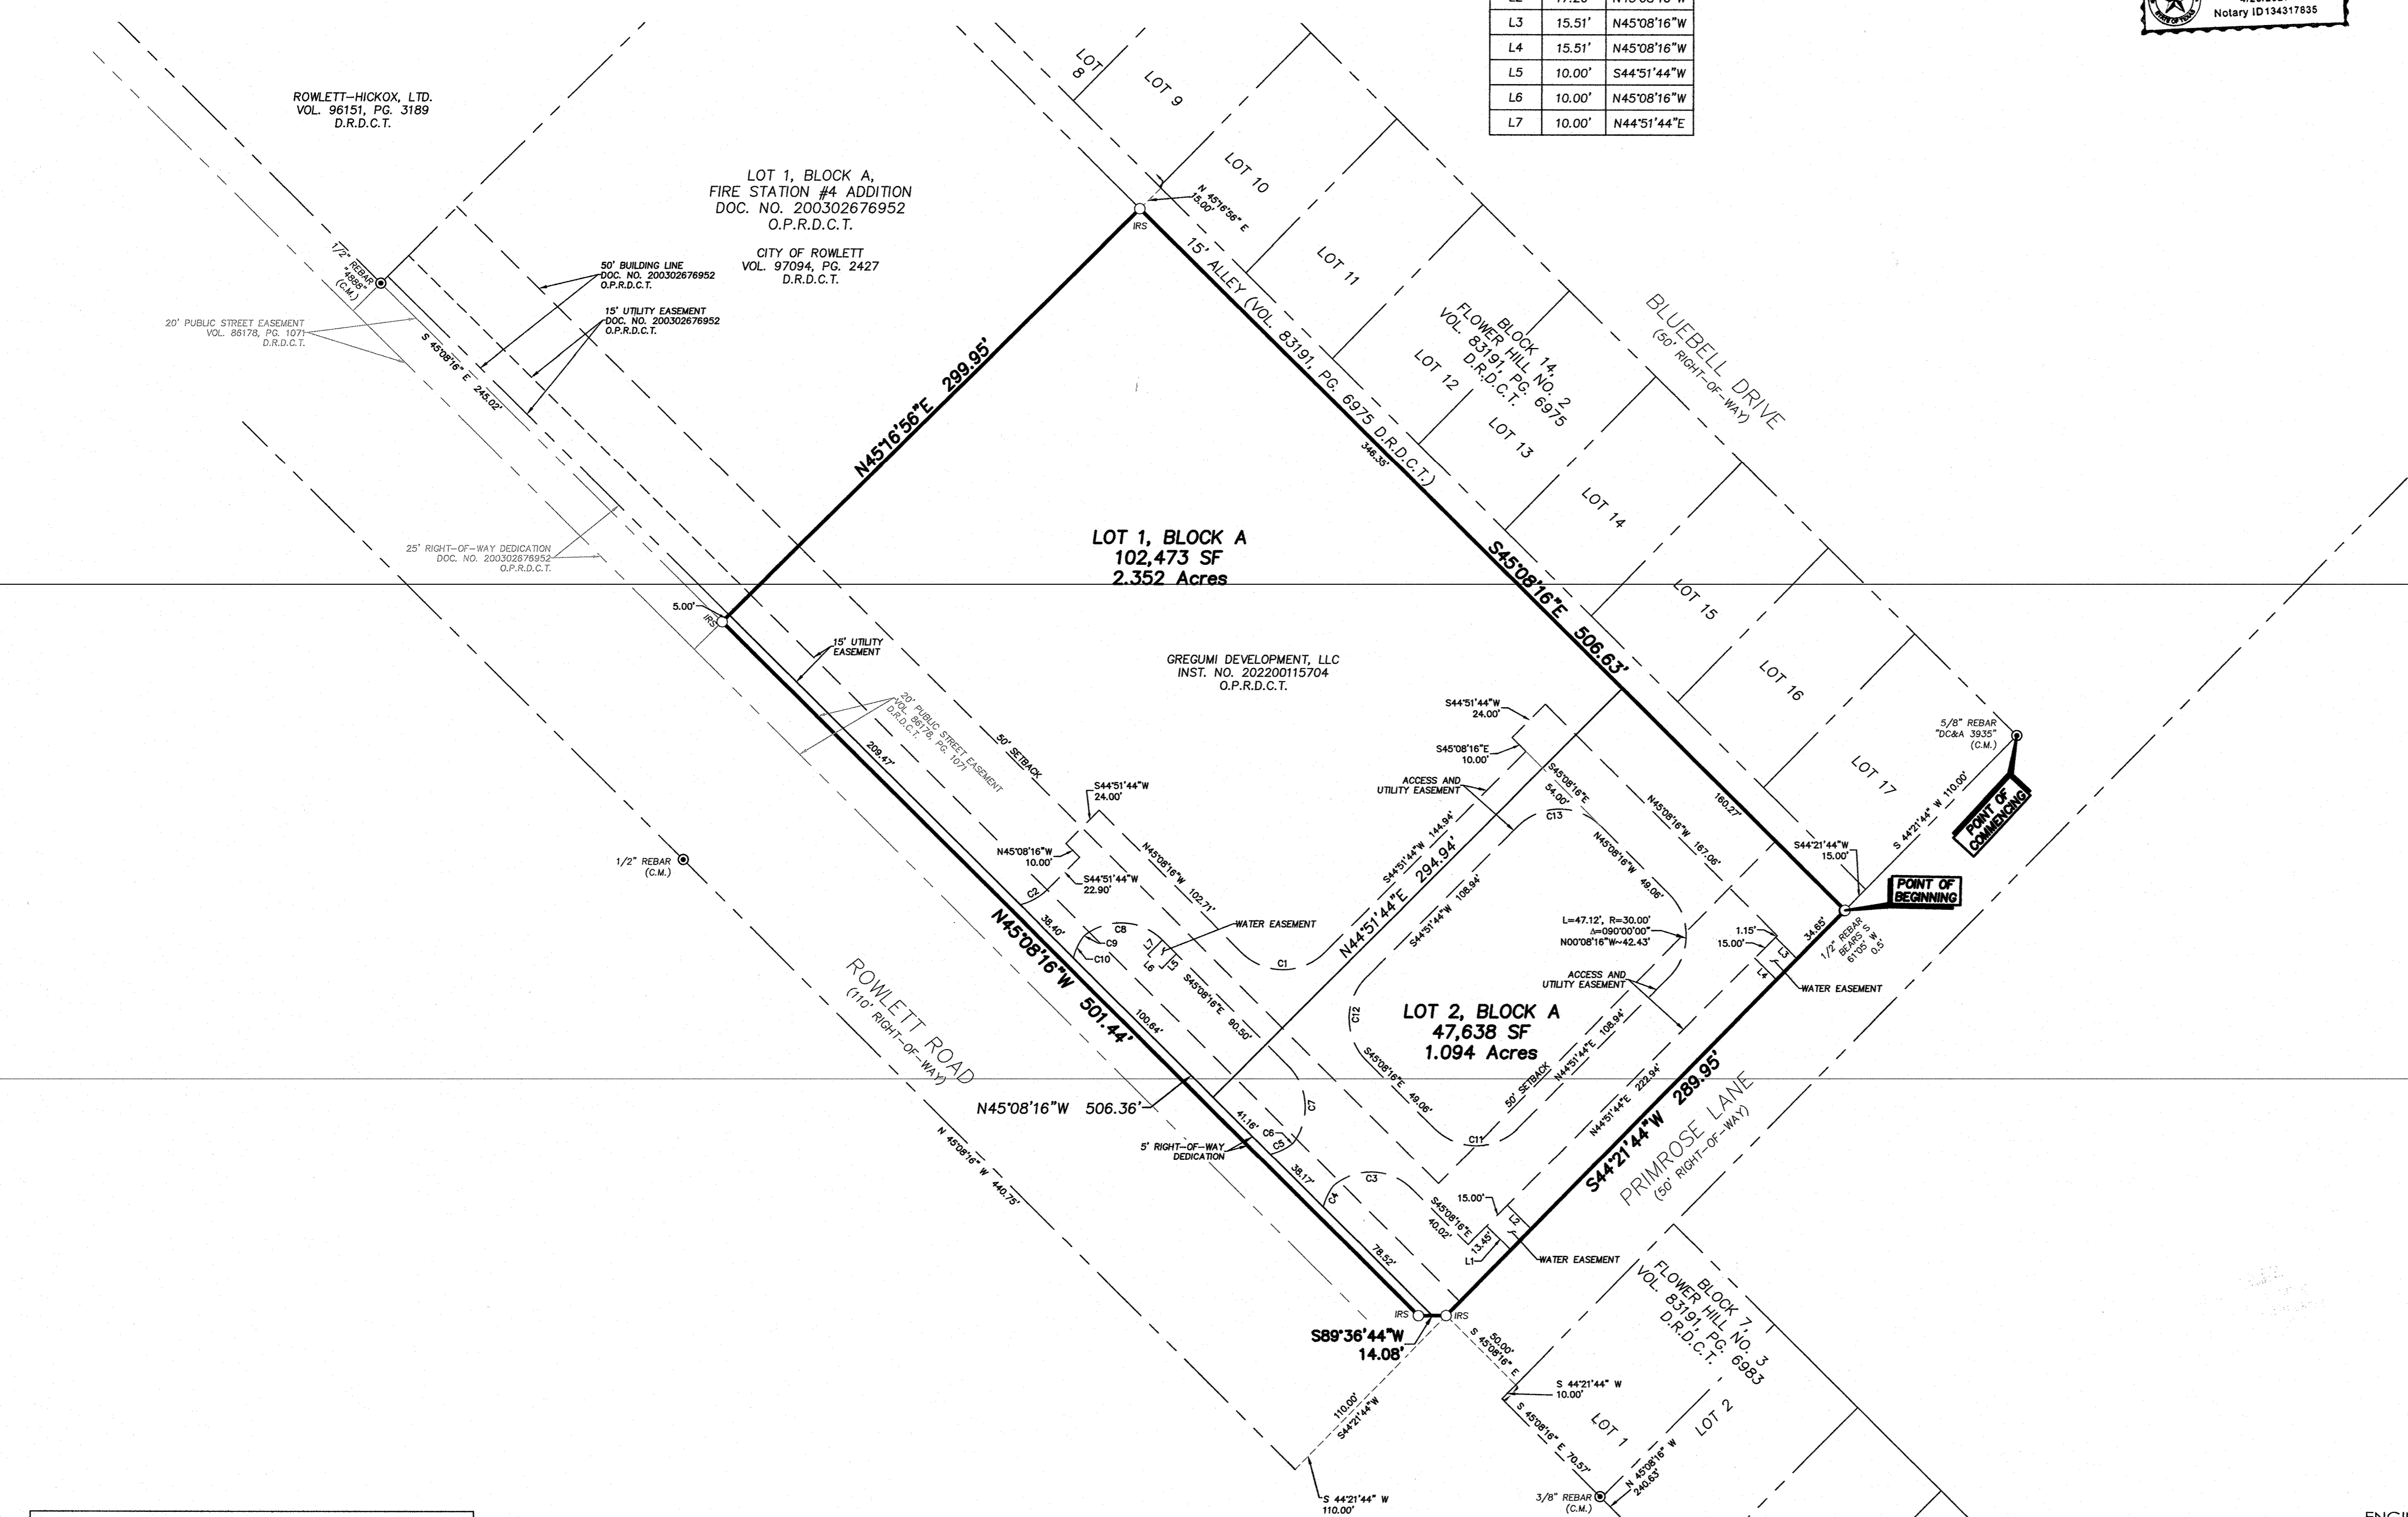 L3 15.51' N45°08'16"W
L4 15.51' N45°08'16"W
L5 10.00' S44°51'44"W
L6 10.00' N45°08'16"W
L7 10.00' N44°51'44"E
Notary ID134317835
ROWLETT-HICKOX, LTD.
VOL. 96151, PG. 3189
D.R.D.C.T.
LOT 1, BLOCK A,
FIRE STATION #4 ADDITION
DOC. NO. 200302676952
O.P.R.D.C.T.
CITY OF ROWLETT
VOL. 97094, PG. 2427
D.R.D.C.T.
LOT
8
LOT 9
LOT 10
LOT 11
LOT 12
LOT 13
LOT 14
LOT 15
LOT 16
LOT 17
N 45°16'56" E
15.00'
IRS
15' ALLEY (VOL. 83191, PG. 6975 D.R.D.C.T.)
346.35'
BLOCK 14,
FLOWER HILL NO. 2
VOL. 83191, PG. 6975
D.R.D.C.T.
BLUEBELL DRIVE
(50' RIGHT-OF-WAY)
1/2" REBAR
"4888"
(C.M.)
50' BUILDING LINE
DOC. NO. 200302676952
O.P.R.D.C.T.
15' UTILITY EASEMENT
DOC. NO. 200302676952
O.P.R.D.C.T.
20' PUBLIC STREET EASEMENT
VOL. 86178, PG. 1071
D.R.D.C.T.
S 45°08'16" E 245.02'
N45°16'56"E 299.95'
25' RIGHT-OF-WAY DEDICATION
DOC. NO. 200302676952
O.P.R.D.C.T.
LOT 1, BLOCK A
102,473 SF
2.352 Acres
S45°08'16"E 506.63'
5.00'
IRS
15' UTILITY
EASEMENT
GREGUMI DEVELOPMENT, LLC
INST. NO. 202200115704
O.P.R.D.C.T.
20' PUBLIC STREET EASEMENT
VOL. 86178, PG. 1071
D.R.D.C.T.
209.47'
50' SETBACK
S44°51'44"W
24.00'
S45°08'16"E
10.00'
ACCESS AND
UTILITY EASEMENT
S45°08'16"E
54.00'
C13
N45°08'16"W 167.06'
160.27'
N45°08'16"W 49.06'
5/8" REBAR
"DC&A 3935"
(C.M.)
S 44°21'44" W 110.00'
POINT OF
COMMENCING
S44°21'44"W
15.00'
POINT OF
BEGINNING
1/2" REBAR
BEARS S
61°05' W
0.5'
34.65'
S44°51'44"W
24.00'
N45°08'16"W
10.00'
S44°51'44"W
22.90'
N45°08'16"W 102.71'
S44°51'44"W 144.94'
N44°51'44"E 294.94'
S44°51'44"W 108.94'
1/2" REBAR
(C.M.)
C2
38.40'
C8
C9
C10
L7
L6
L5
WATER EASEMENT
C1
L=47.12', R=30.00'
Δ=090°00'00"
N00°08'16"W~42.43'
1.15'
15.00'
L3
L4
WATER EASEMENT
ACCESS AND
UTILITY EASEMENT
ROWLETT ROAD
(110' RIGHT-OF-WAY)
N45°08'16"W 501.44'
100.64'
S45°08'16"E 90.50'
C12
LOT 2, BLOCK A
47,638 SF
1.094 Acres
S45°08'16"E 49.06'
50' SETBACK
N44°51'44"E 108.94'
N44°51'44"E 222.94'
S44°21'44"W 289.95'
PRIMROSE LANE
(50' RIGHT-OF-WAY)
N45°08'16"W 506.36'
C7
C11
41.16'
C6
C5
5' RIGHT-OF-WAY
DEDICATION
N 45°08'16" W 440.75'
38.17'
C4
C3
S45°08'16"E
40.02'
15.00'
L2
13.45'
L1
WATER EASEMENT
78.52'
IRS
IRS
S89°36'44"W
14.08'
50.00'
S 45°08'16" E
110.00'
S44°21'44"W
S 44°21'44" W
10.00'
BLOCK 7,
FLOWER HILL NO. 3
VOL. 83191, PG. 6983
D.R.D.C.T.
LOT 1
LOT 2
S 45°08'16" E 70.57'
N 45°08'16" W
240.63'
3/8" REBAR
(C.M.)
S 44°21'44" W
110.00'